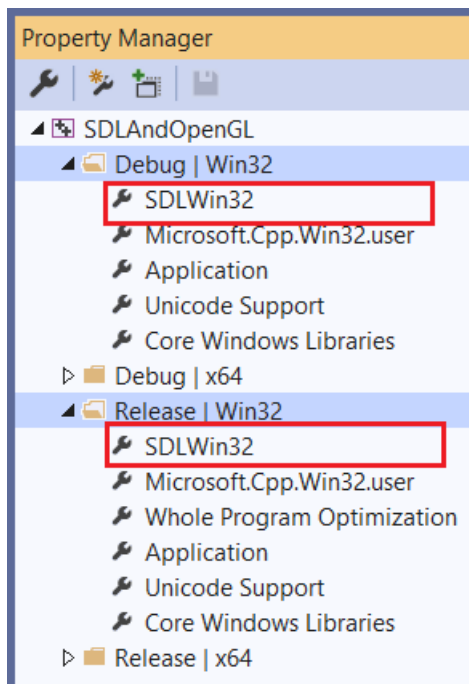 Property Manager
SDLAndOpenGL
Debug | Win32
SDLWin32
Microsoft.Cpp.Win32.user
Application
Unicode Support
Core Windows Libraries
Debug | x64
Release | Win32
SDLWin32
Microsoft.Cpp.Win32.user
Whole Program Optimization
Application
Unicode Support
Core Windows Libraries
Release | x64